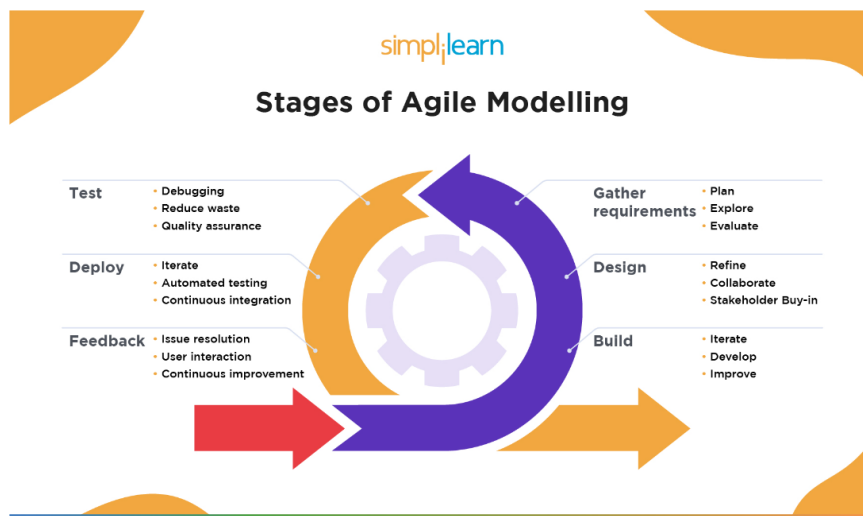 simplilearn
Stages of Agile Modelling
Test
• Debugging
• Reduce waste
• Quality assurance
Deploy
• Iterate
• Automated testing
• Continuous integration
Feedback
• Issue resolution
• User interaction
• Continuous improvement
Gather
requirements
• Plan
• Explore
• Evaluate
Design
• Refine
• Collaborate
• Stakeholder Buy-in
Build
• Iterate
• Develop
• Improve